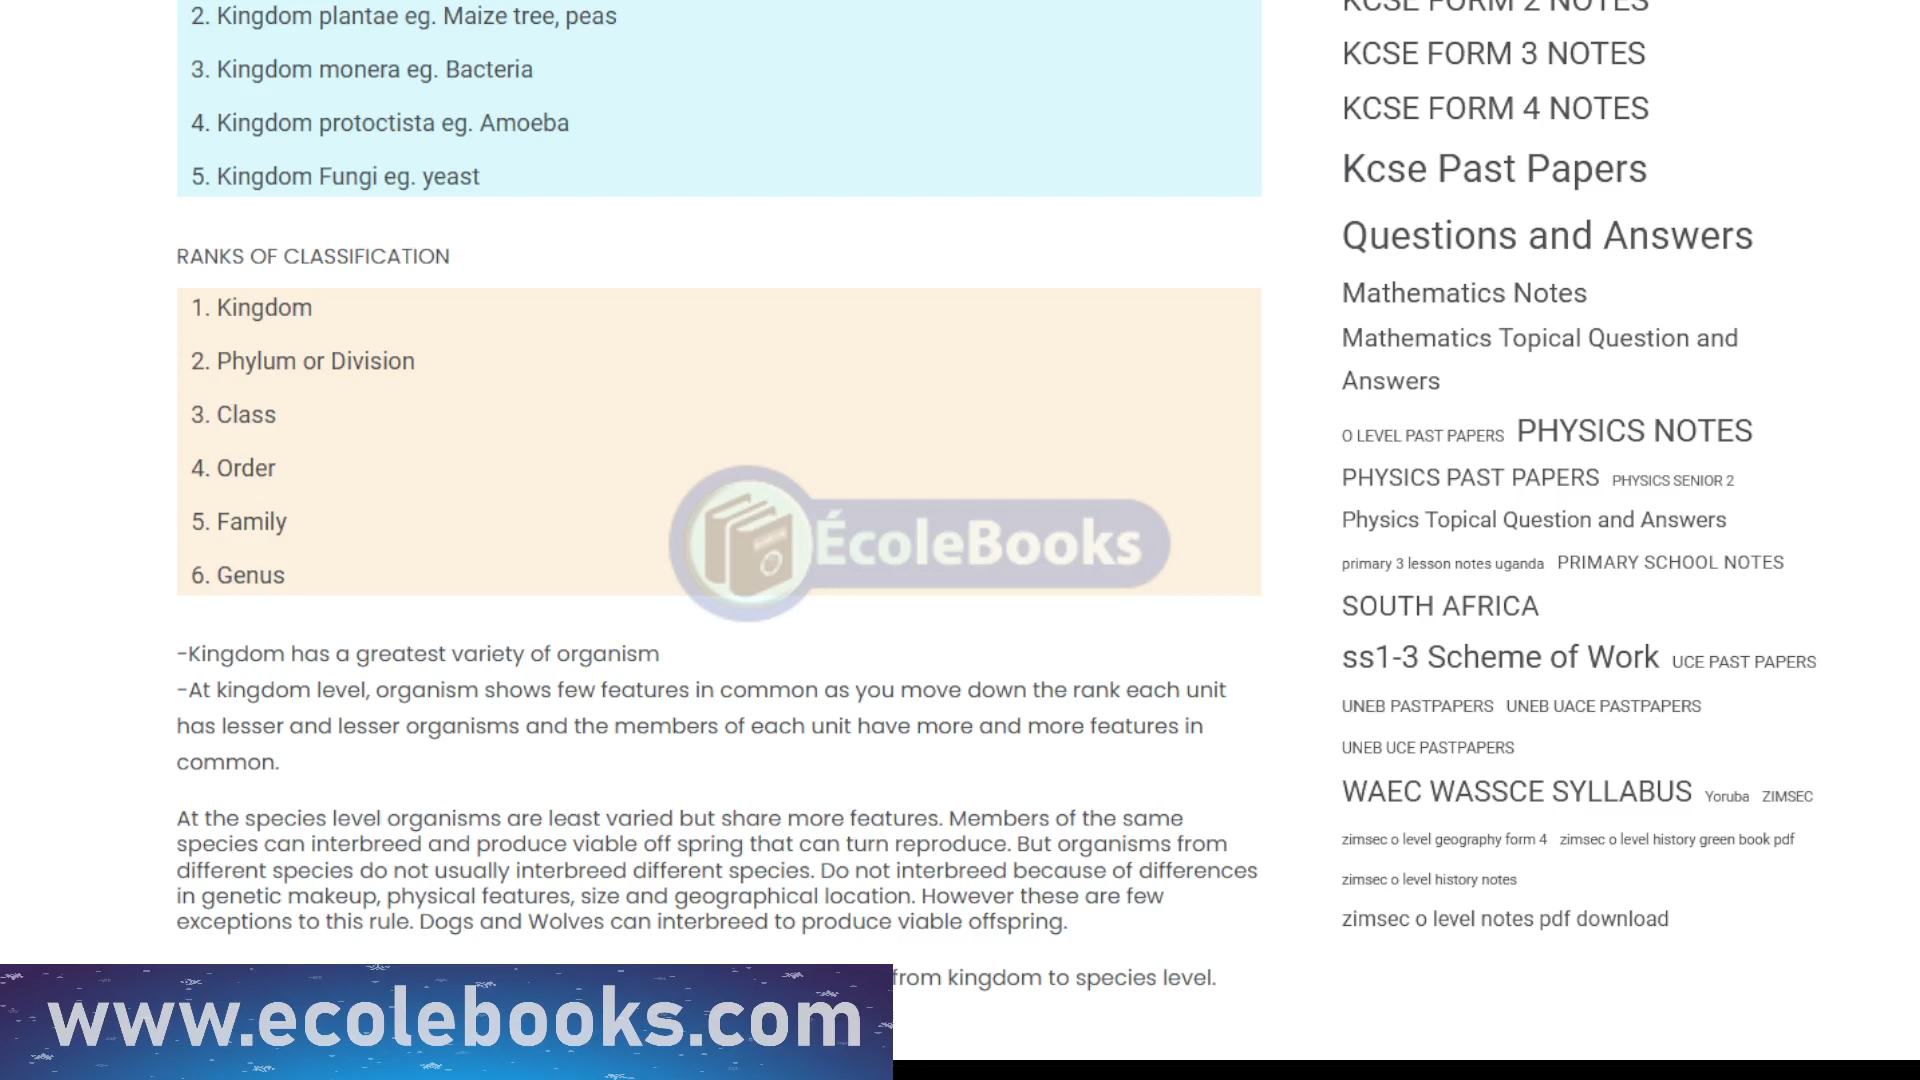 2. Kingdom plantae eg. Maize tree, peas
3. Kingdom monera eg. Bacteria
4. Kingdom protoctista eg. Amoeba
5. Kingdom Fungi eg. yeast
RANKS OF CLASSIFICATION
1. Kingdom
2. Phylum or Division
3. Class
4. Order
5. Family
6. Genus
ÉcoleBooks
-Kingdom has a greatest variety of organism
-At kingdom level, organism shows few features in common as you move down the rank each unit
has lesser and lesser organisms and the members of each unit have more and more features in
common.
At the species level organisms are least varied but share more features. Members of the same
species can interbreed and produce viable off spring that can turn reproduce. But organisms from
different species do not usually interbreed different species. Do not interbreed because of differences
in genetic makeup, physical features, size and geographical location. However these are few
exceptions to this rule. Dogs and Wolves can interbreed to produce viable offspring.
from kingdom to species level.
www.ecolebooks.com
KCSE FORM 2 NOTES
KCSE FORM 3 NOTES
KCSE FORM 4 NOTES
Kcse Past Papers
Questions and Answers
Mathematics Notes
Mathematics Topical Question and
Answers
O LEVEL PAST PAPERS PHYSICS NOTES
PHYSICS PAST PAPERS PHYSICS SENIOR 2
Physics Topical Question and Answers
primary 3 lesson notes uganda PRIMARY SCHOOL NOTES
SOUTH AFRICA
ss1-3 Scheme of Work UCE PAST PAPERS
UNEB PASTPAPERS UNEB UACE PASTPAPERS
UNEB UCE PASTPAPERS
WAEC WASSCE SYLLABUS Yoruba ZIMSEC
zimsec o level geography form 4 zimsec o level history green book pdf
zimsec o level history notes
zimsec o level notes pdf download